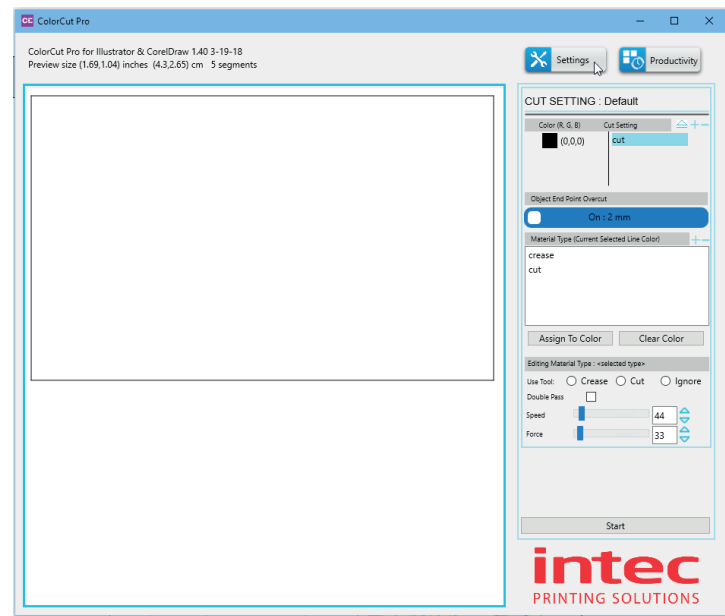 CC ColorCut Pro
ColorCut Pro for Illustrator & CorelDraw 1.40 3-19-18
Preview size (1.69,1.04) inches (4.3,2.65) cm 5 segments
Settings
Productivity
CUT SETTING : Default
Color (R, G, B) Cut Setting
(0,0,0) cut
Object End Point Overcut
On : 2 mm
Material Type (Current Selected Line Color)
crease
cut
Assign To Color Clear Color
Editing Material Type : <selected type>
Use Tool: Crease Cut Ignore
Double Pass
Speed 44
Force 33
Start
intec
PRINTING SOLUTIONS